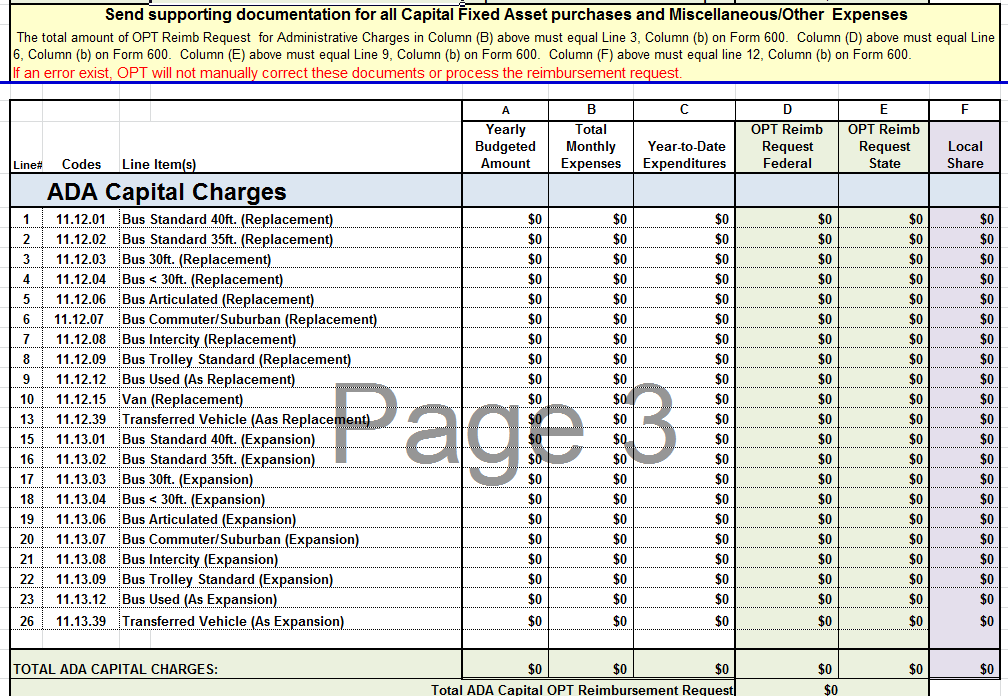 Send supporting documentation for all Capital Fixed Asset purchases and Miscellaneous/Other Expenses
The total amount of OPT Reimb Request for Administrative Charges in Column (B) above must equal Line 3, Column (b) on Form 600. Column (D) above must equal Line
6, Column (b) on Form 600. Column (E) above must equal Line 9, Column (b) on Form 600. Column (F) above must equal line 12, Column (b) on Form 600.
If an error exist, OPT will not manually correct these documents or process the reimbursement request.
A B C D E F
Line# Codes Line Item(s) Yearly Budgeted Amount Total Monthly Expenses Year-to-Date Expenditures OPT Reimb Request Federal OPT Reimb Request State Local Share
ADA Capital Charges
1 11.12.01 Bus Standard 40ft. (Replacement) $0 $0 $0 $0 $0 $0
2 11.12.02 Bus Standard 35ft. (Replacement) $0 $0 $0 $0 $0 $0
3 11.12.03 Bus 30ft. (Replacement) $0 $0 $0 $0 $0 $0
4 11.12.04 Bus < 30ft. (Replacement) $0 $0 $0 $0 $0 $0
5 11.12.06 Bus Articulated (Replacement) $0 $0 $0 $0 $0 $0
6 11.12.07 Bus Commuter/Suburban (Replacement) $0 $0 $0 $0 $0 $0
7 11.12.08 Bus Intercity (Replacement) $0 $0 $0 $0 $0 $0
8 11.12.09 Bus Trolley Standard (Replacement) $0 $0 $0 $0 $0 $0
9 11.12.12 Bus Used (As Replacement) $0 $0 $0 $0 $0 $0
10 11.12.15 Van (Replacement) $0 $0 $0 $0 $0 $0
13 11.12.39 Transferred Vehicle (Aas Replacement) $0 $0 $0 $0 $0 $0
Page 3
15 11.13.01 Bus Standard 40ft. (Expansion) $0 $0 $0 $0 $0 $0
16 11.13.02 Bus Standard 35ft. (Expansion) $0 $0 $0 $0 $0 $0
17 11.13.03 Bus 30ft. (Expansion) $0 $0 $0 $0 $0 $0
18 11.13.04 Bus < 30ft. (Expansion) $0 $0 $0 $0 $0 $0
19 11.13.06 Bus Articulated (Expansion) $0 $0 $0 $0 $0 $0
20 11.13.07 Bus Commuter/Suburban (Expansion) $0 $0 $0 $0 $0 $0
21 11.13.08 Bus Intercity (Expansion) $0 $0 $0 $0 $0 $0
22 11.13.09 Bus Trolley Standard (Expansion) $0 $0 $0 $0 $0 $0
23 11.13.12 Bus Used (As Expansion) $0 $0 $0 $0 $0 $0
26 11.13.39 Transferred Vehicle (As Expansion) $0 $0 $0 $0 $0 $0
TOTAL ADA CAPITAL CHARGES: $0 $0 $0 $0 $0 $0
Total ADA Capital OPT Reimbursement Request $0